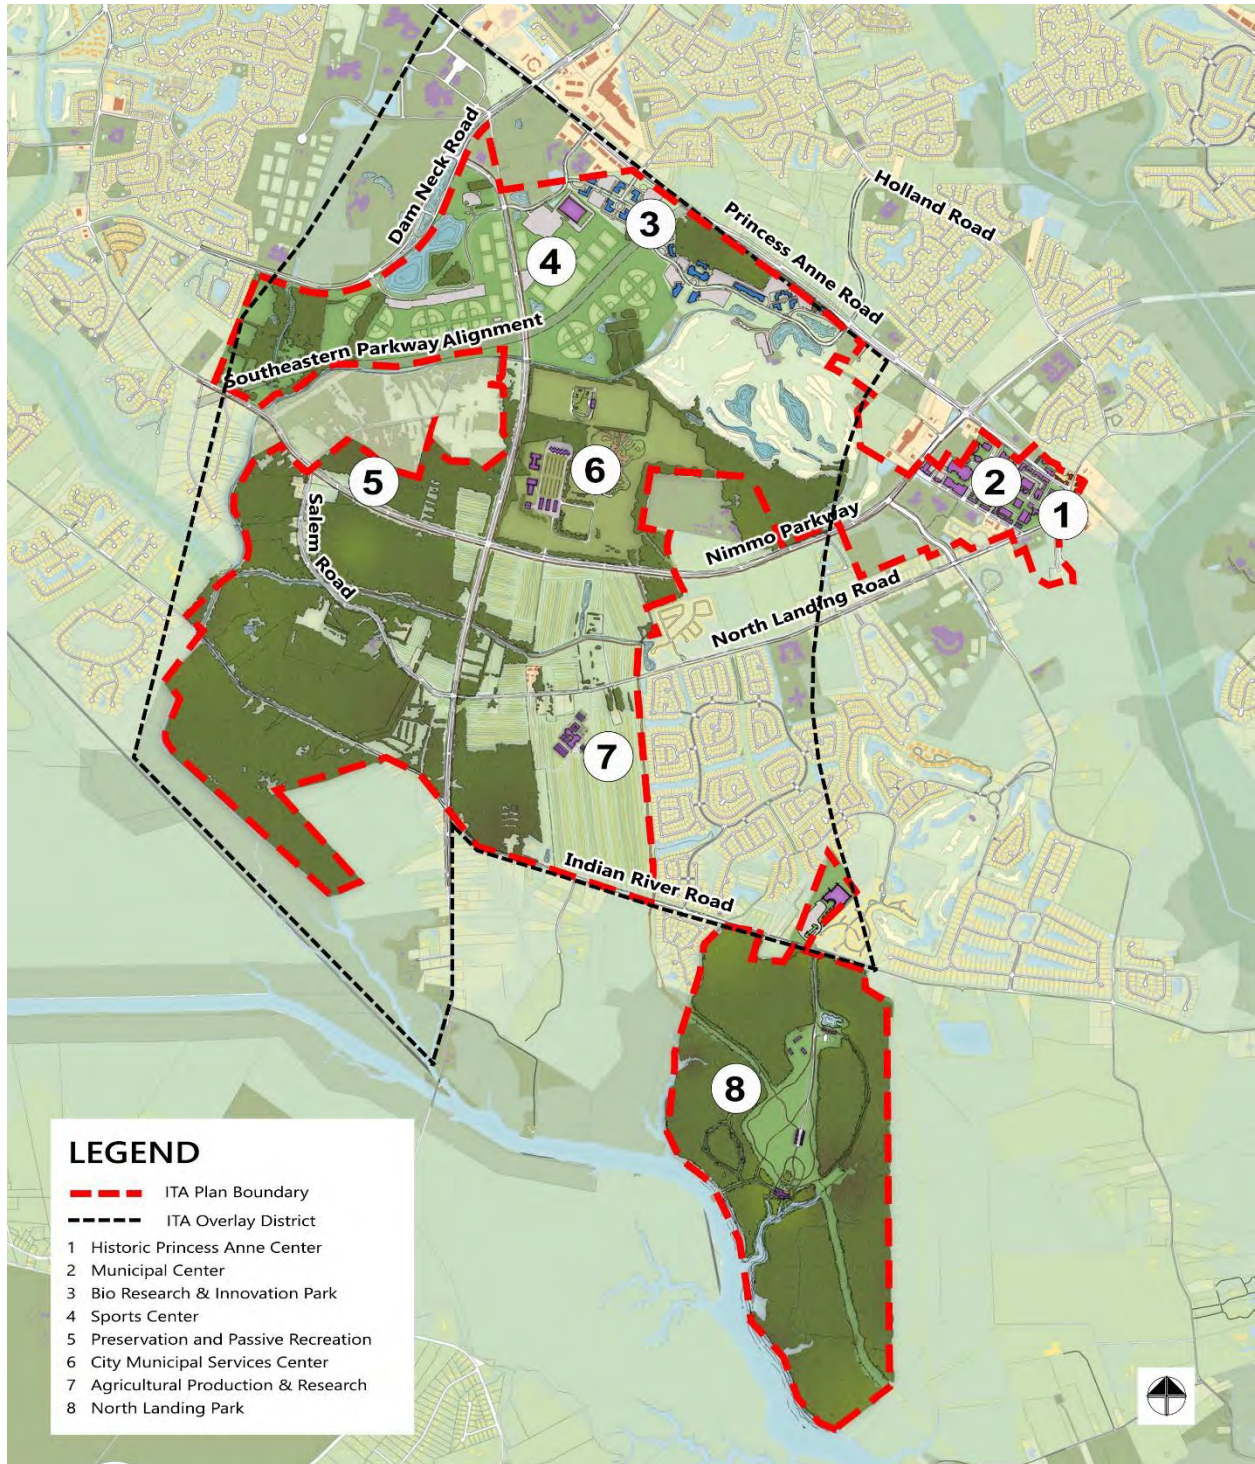 Dam Neck Road
Holland Road
3
Princess Anne Road
4
Southeastern Parkway Alignment
6
5
2
1
Salem Road
Nimmo Parkway
North Landing Road
7
Indian River Road
8
LEGEND
ITA Plan Boundary
ITA Overlay District
1 Historic Princess Anne Center
2 Municipal Center
3 Bio Research & Innovation Park
4 Sports Center
5 Preservation and Passive Recreation
6 City Municipal Services Center
7 Agricultural Production & Research
8 North Landing Park